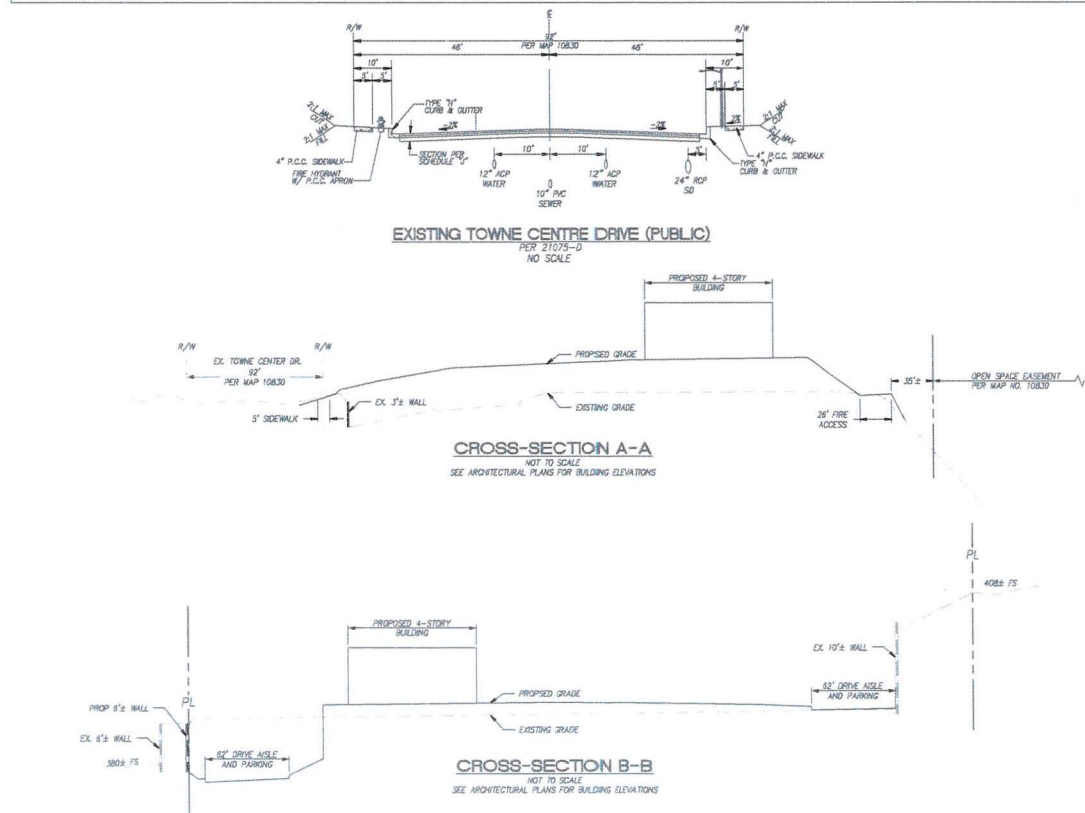 ℄
R/W
R/W
92'
PER MAP 10830
46'
46'
10'
10'
5'
5'
5'
5'
2:1 MAX
CUT
2:1 MAX
FILL
TYPE "H"
CURB & GUTTER
-2%
-2%
2%
2:1 MAX
CUT
2:1 MAX
FILL
4" P.C.C. SIDEWALK
FIRE HYDRANT
W/ P.C.C. APRON
SECTION PER
SCHEDULE "J"
10'
10'
5'
12" ACP
WATER
10" PVC
SEWER
12" ACP
WATER
24" RCP
SD
TYPE "H"
CURB & GUTTER
4" P.C.C. SIDEWALK
EXISTING TOWNE CENTRE DRIVE (PUBLIC)
PER 21075-D
NO SCALE
PROPOSED 4-STORY
BUILDING
R/W
R/W
EX. TOWNE CENTER DR.
92'
PER MAP 10830
PROPSED GRADE
EXISTING GRADE
5' SIDEWALK
EX. 3'± WALL
35'±
OPEN SPACE EASEMENT
PER MAP NO. 10830
26' FIRE
ACCESS
CROSS-SECTION A-A
NOT TO SCALE
SEE ARCHITECTURAL PLANS FOR BUILDING ELEVATIONS
PL
408± FS
PROPOSED 4-STORY
BUILDING
EX. 10'± WALL
PL
PROP 6'± WALL
EX. 6'± WALL
380± FS
62' DRIVE AISLE
AND PARKING
PROPSED GRADE
EXISTING GRADE
62' DRIVE AISLE
AND PARKING
CROSS-SECTION B-B
NOT TO SCALE
SEE ARCHITECTURAL PLANS FOR BUILDING ELEVATIONS